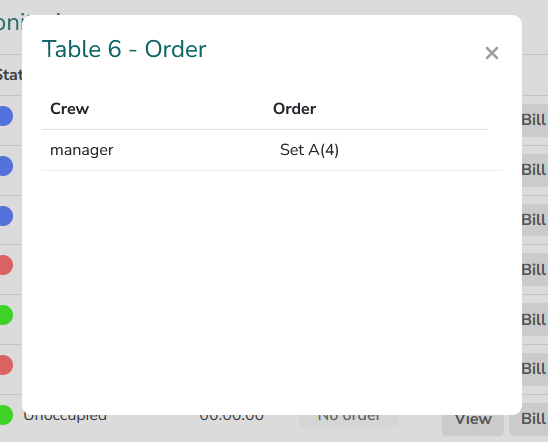 Table 6 - Order
×
Crew Order
manager Set A(4)
Bill
Bill
Bill
Bill
Bill
Bill
Unoccupied 00:00:00 No order View Bill